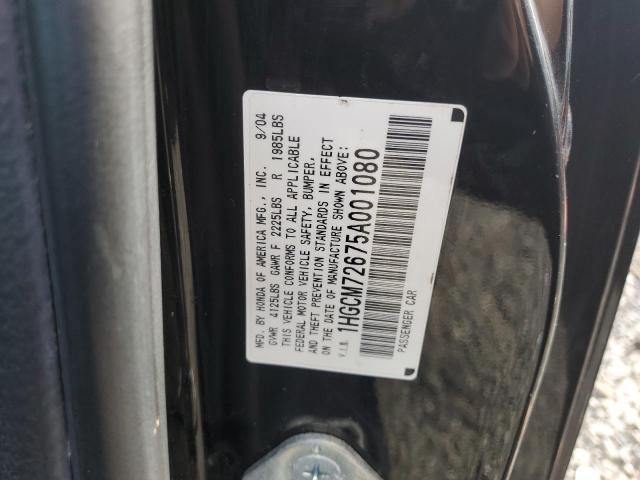 MFD. BY HONDA OF AMERICA MFG., INC. 9/04
GVWR 4125LBS GAWR F 2225LBS R 1985LBS
THIS VEHICLE CONFORMS TO ALL APPLICABLE
FEDERAL MOTOR VEHICLE SAFETY, BUMPER,
AND THEFT PREVENTION STANDARDS IN EFFECT
ON THE DATE OF MANUFACTURE SHOWN ABOVE:
V.I.N. 1HGCM72675A001080
PASSENGER CAR